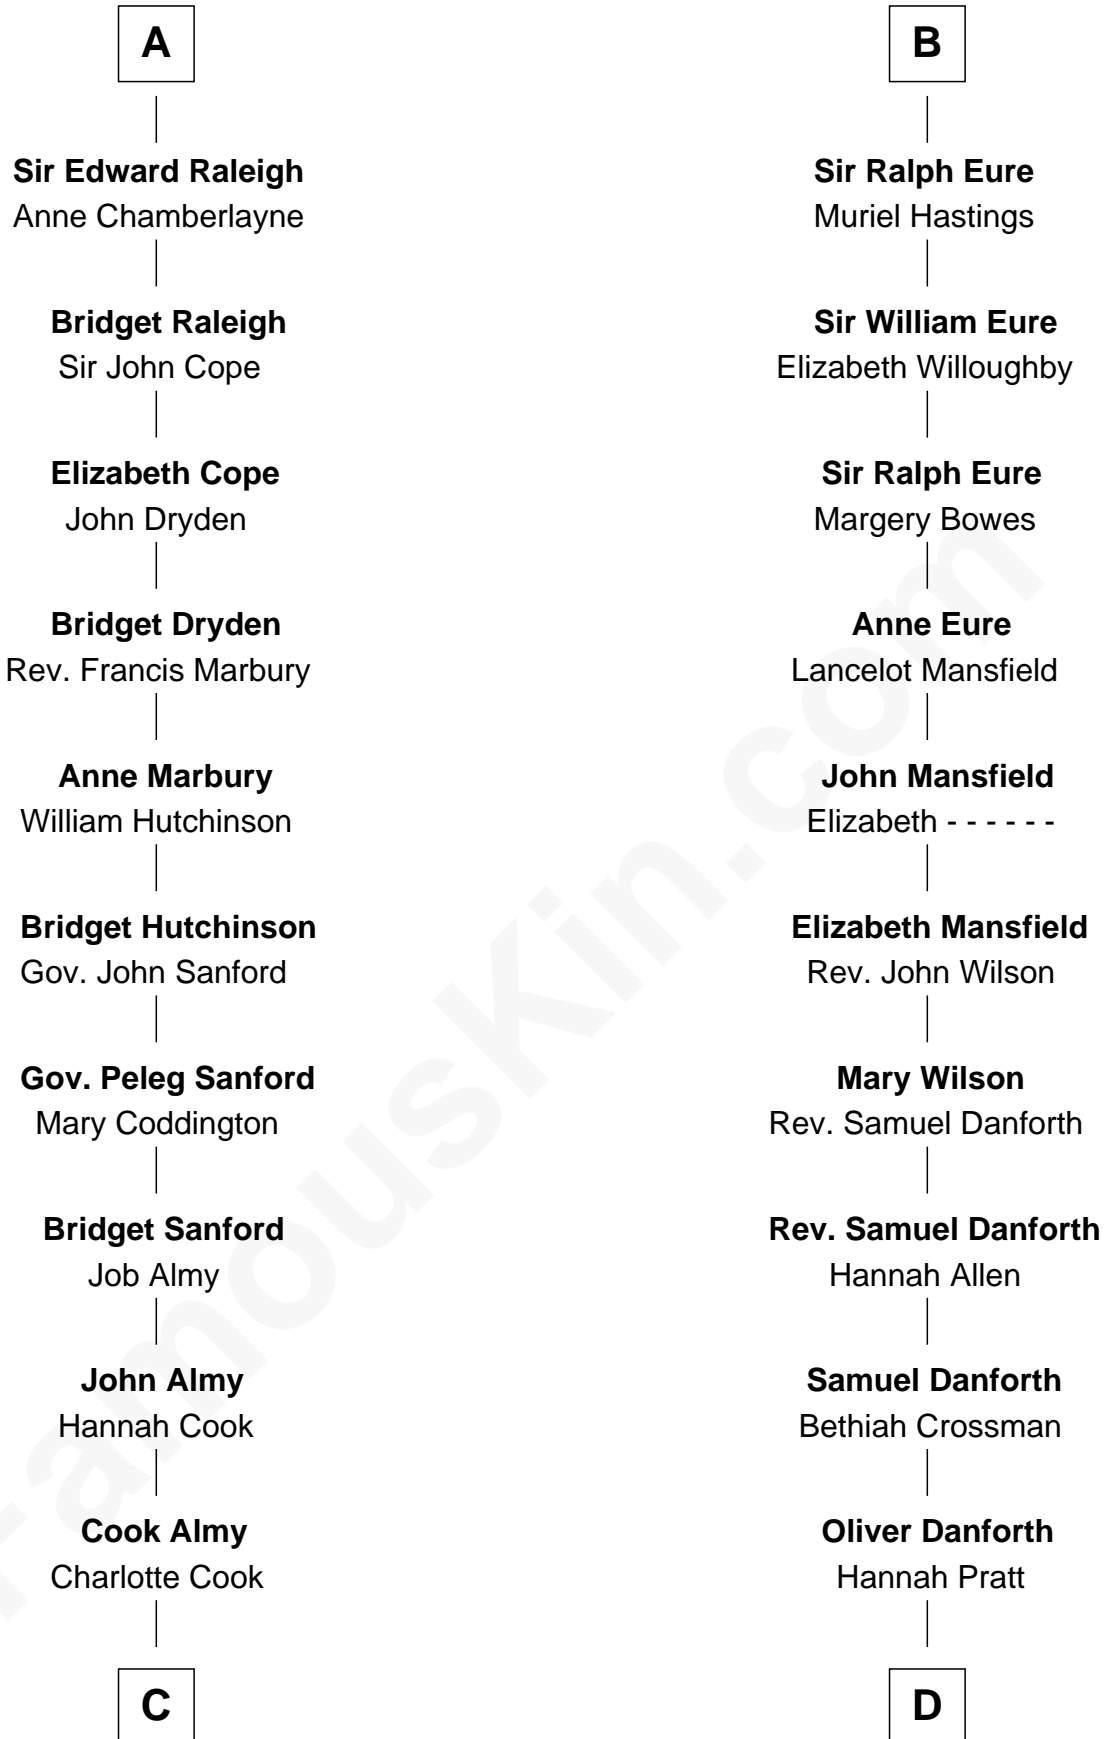 A
Sir Edward Raleigh
Anne Chamberlayne
Bridget Raleigh
Sir John Cope
Elizabeth Cope
John Dryden
Bridget Dryden
Rev. Francis Marbury
Anne Marbury
William Hutchinson
Bridget Hutchinson
Gov. John Sanford
Gov. Peleg Sanford
Mary Coddington
Bridget Sanford
Job Almy
John Almy
Hannah Cook
Cook Almy
Charlotte Cook
C
B
Sir Ralph Eure
Muriel Hastings
Sir William Eure
Elizabeth Willoughby
Sir Ralph Eure
Margery Bowes
Anne Eure
Lancelot Mansfield
John Mansfield
Elizabeth - - - - - -
Elizabeth Mansfield
Rev. John Wilson
Mary Wilson
Rev. Samuel Danforth
Rev. Samuel Danforth
Hannah Allen
Samuel Danforth
Bethiah Crossman
Oliver Danforth
Hannah Pratt
D
FamousKin.com